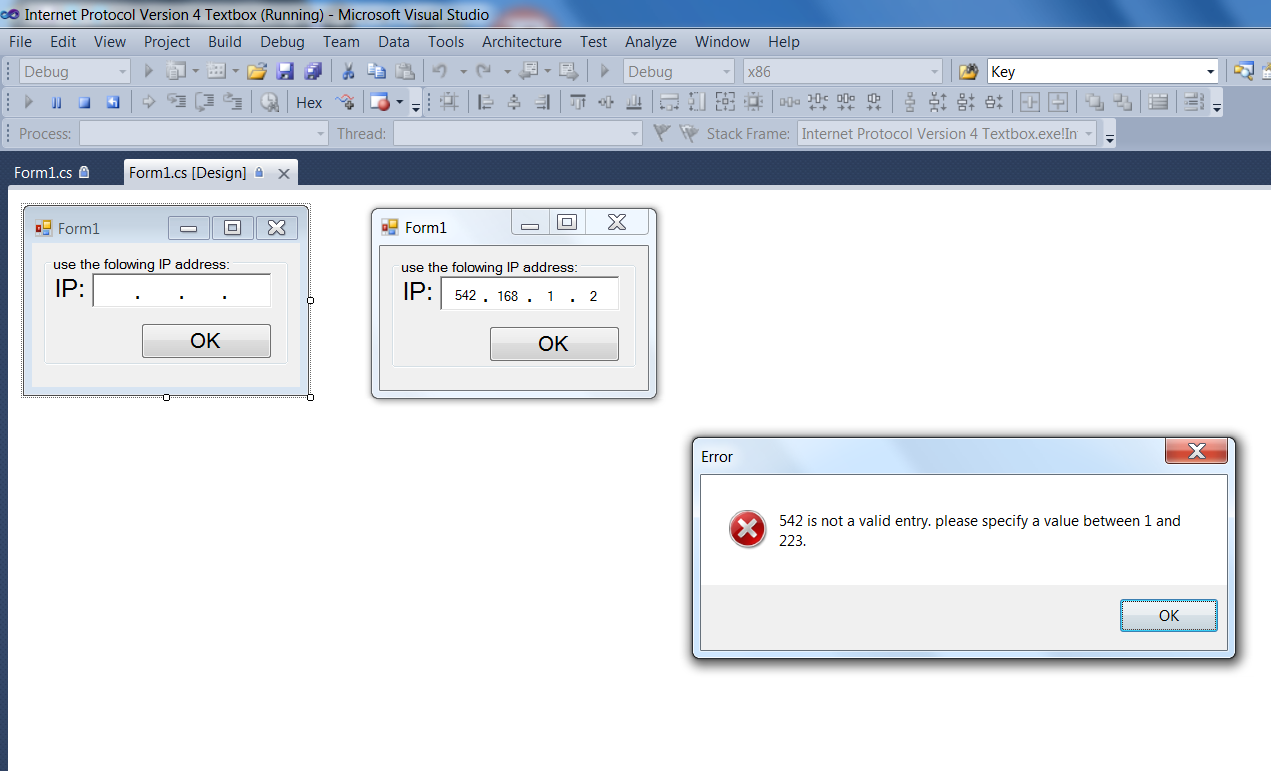 Internet Protocol Version 4 Textbox (Running) - Microsoft Visual Studio
File Edit View Project Build Debug Team Data Tools Architecture Test Analyze Window Help
Debug Debug x86 Key
Hex
Process: Thread: Stack Frame: Internet Protocol Version 4 Textbox.exe!In
Form1.cs Form1.cs [Design]
Form1
use the folowing IP address:
IP: . . .
OK
Form1
use the folowing IP address:
IP: 542 . 168 . 1 . 2
OK
Error
542 is not a valid entry. please specify a value between 1 and
223.
OK